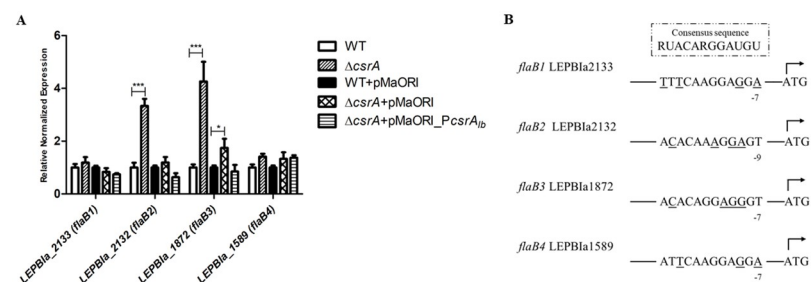 A
Relative Normalized Expression
6
4
2
0
LEPBIa_2133 (flaB1)
LEPBIa_2132 (flaB2)
LEPBIa_1872 (flaB3)
LEPBIa_1589 (flaB4)
***
***
*
WT
ΔcsrA
WT+pMaORI
ΔcsrA+pMaORI
ΔcsrA+pMaORI_PcsrAlb
B
Consensus sequence
RUACARGGAUGU
flaB1 LEPBIa2133
TTTCAAGGAGGA ATG
-7
flaB2 LEPBIa2132
ACACAAAGGAGT ATG
-9
flaB3 LEPBIa1872
ACACAGGAGGGT ATG
-7
flaB4 LEPBIa1589
ATTCAAGGAGGA ATG
-7